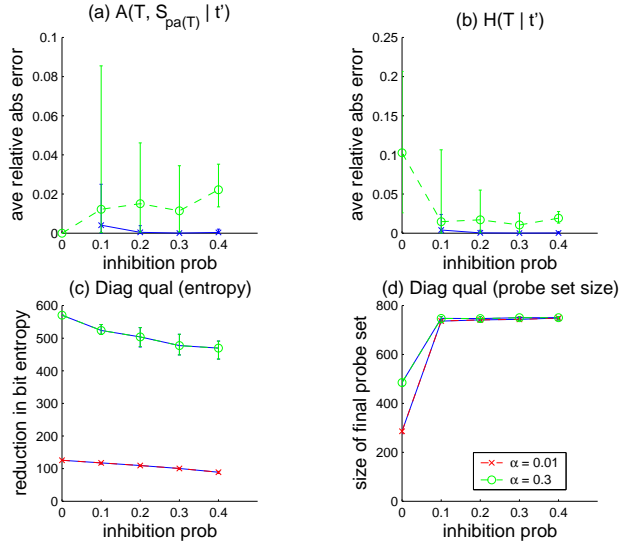 (a) A(T, S_pa(T) | t')
ave relative abs error
0.1
0.08
0.06
0.04
0.02
0
0 0.1 0.2 0.3 0.4
inhibition prob
(b) H(T | t')
ave relative abs error
0.25
0.2
0.15
0.1
0.05
0
0 0.1 0.2 0.3 0.4
inhibition prob
(c) Diag qual (entropy)
reduction in bit entropy
600
500
400
300
200
100
0
0 0.1 0.2 0.3 0.4
inhibition prob
(d) Diag qual (probe set size)
size of final probe set
800
600
400
200
0
0 0.1 0.2 0.3 0.4
inhibition prob
α = 0.01
α = 0.3